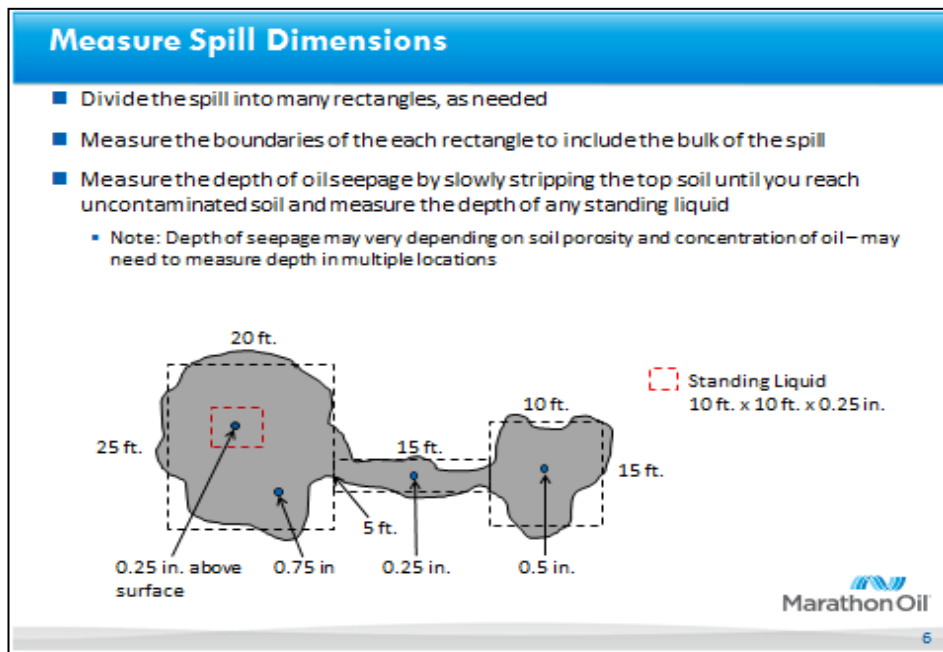 Measure Spill Dimensions
Divide the spill into many rectangles, as needed
Measure the boundaries of the each rectangle to include the bulk of the spill
Measure the depth of oil seepage by slowly stripping the top soil until you reach
uncontaminated soil and measure the depth of any standing liquid
Note: Depth of seepage may very depending on soil porosity and concentration of oil – may
need to measure depth in multiple locations
20 ft.
Standing Liquid
10 ft. x 10 ft. x 0.25 in.
10 ft.
25 ft.
15 ft.
15 ft.
5 ft.
0.25 in. above
surface
0.75 in
0.25 in.
0.5 in.
Marathon Oil
6